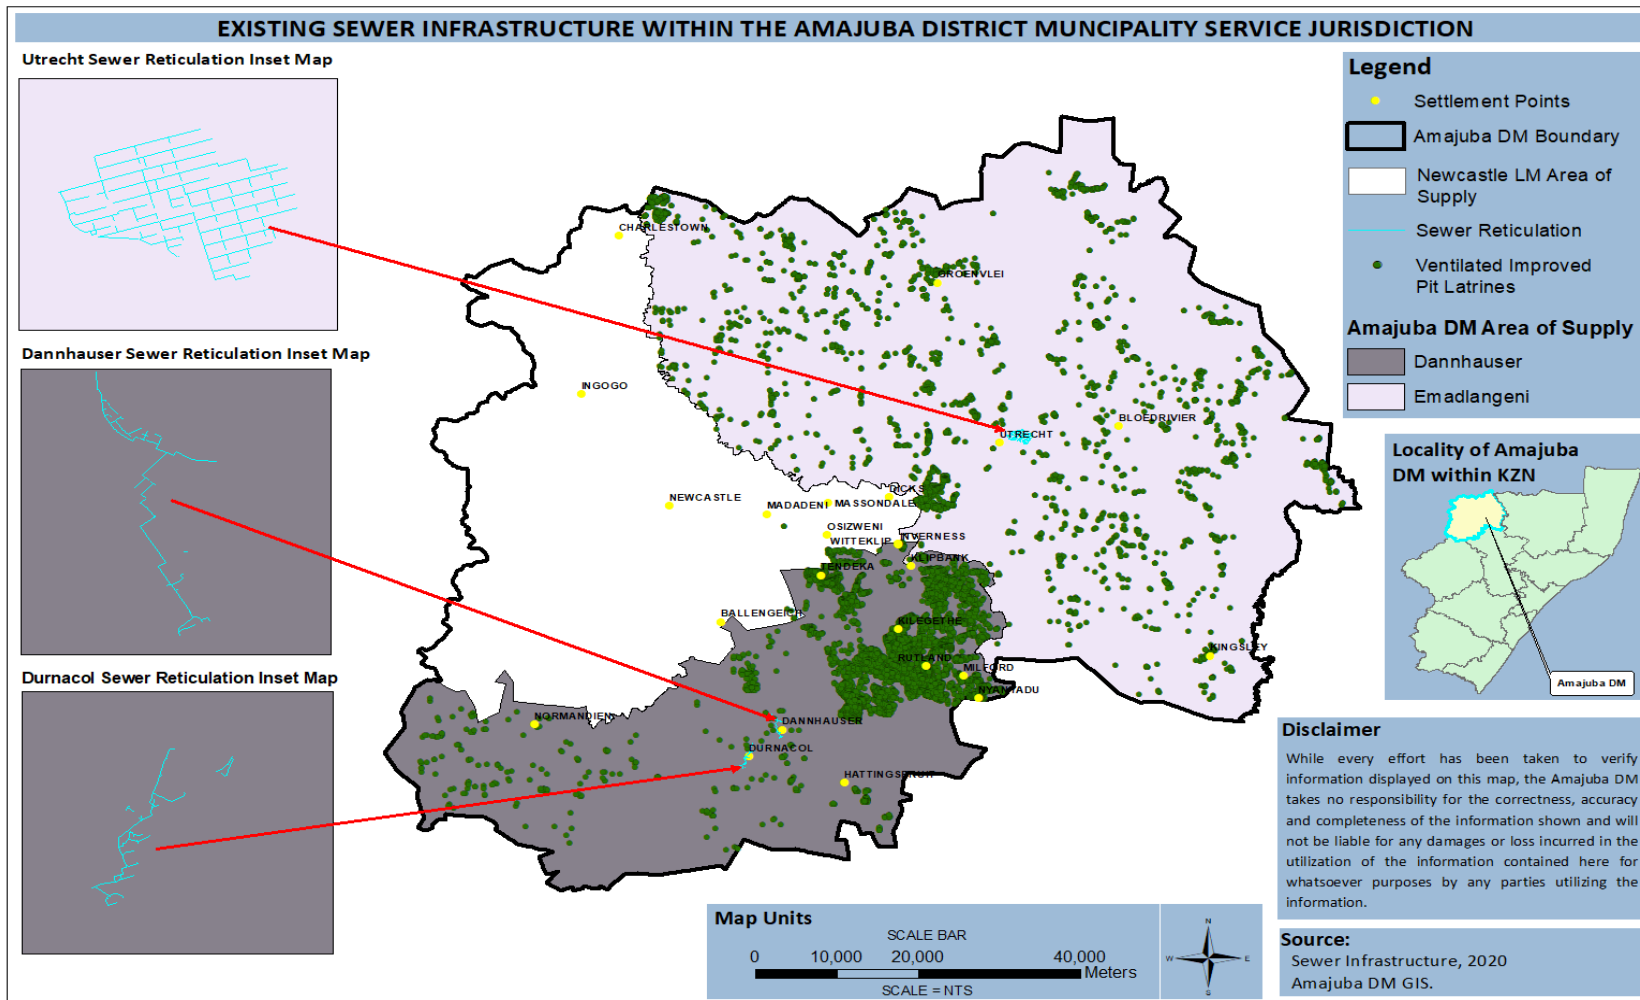 EXISTING SEWER INFRASTRUCTURE WITHIN THE AMAJUBA DISTRICT MUNCIPALITY SERVICE JURISDICTION
Utrecht Sewer Reticulation Inset Map
Dannhauser Sewer Reticulation Inset Map
Durnacol Sewer Reticulation Inset Map
CHARLESTOWN
GROENVLEI
INGOGO
BLOEDRIVIER
UTRECHT
NEWCASTLE
MADADENI
MASSONDALE
DICKS
OSIZWENI
WITTEKLIP
INVERNESS
KLIPBANK
TENDEKA
BALLENGEICH
KILEGETHE
RUTLAND
MILFORD
NYANYADU
KINGSLEY
NORMANDIEN
DANNHAUSER
DURNACOL
HATTINGSPRUIT
Legend
Settlement Points
Amajuba DM Boundary
Newcastle LM Area of
Supply
Sewer Reticulation
Ventilated Improved
Pit Latrines
Amajuba DM Area of Supply
Dannhauser
Emadlangeni
Locality of Amajuba
DM within KZN
Amajuba DM
Disclaimer
While every effort has been taken to verify
information displayed on this map, the Amajuba DM
takes no responsibility for the correctness, accuracy
and completeness of the information shown and will
not be liable for any damages or loss incurred in the
utilization of the information contained here for
whatsoever purposes by any parties utilizing the
information.
Source:
Sewer Infrastructure, 2020
Amajuba DM GIS.
Map Units
SCALE BAR
0 10,000 20,000 40,000
Meters
SCALE = NTS
N
W E
S